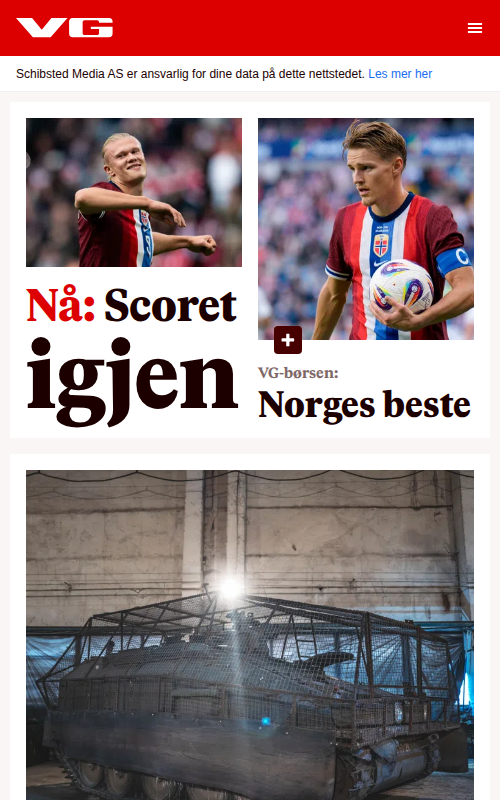 VG
Schibsted Media AS er ansvarlig for dine data på dette nettstedet. Les mer her
Nå: Scoret
igjen
VG-børsen:
Norges beste